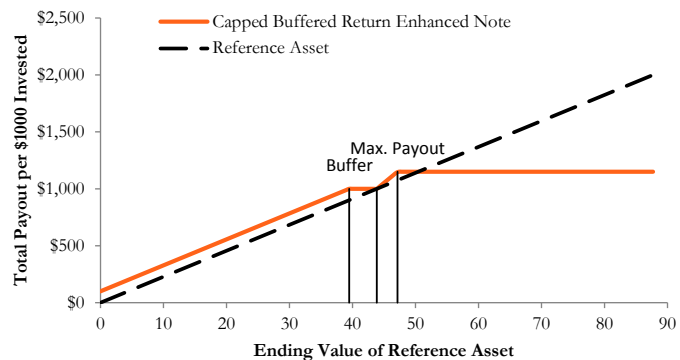 $2,500
Capped Buffered Return Enhanced Note
Reference Asset
$2,000
$1,500
Max. Payout
Buffer
$1,000
$500
$0
0 10 20 30 40 50 60 70 80 90
Total Payout per $1000 Invested
Ending Value of Reference Asset